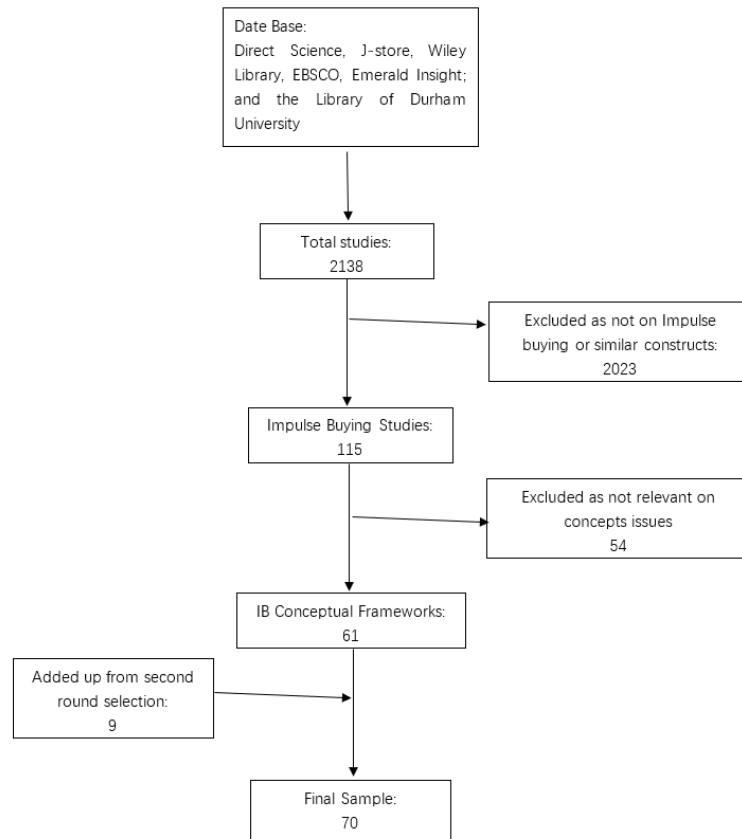 Date Base:
Direct Science, J-store, Wiley
Library, EBSCO, Emerald Insight;
and the Library of Durham
University
Total studies:
2138
Excluded as not on Impulse
buying or similar constructs:
2023
Impulse Buying Studies:
115
Excluded as not relevant on
concepts issues
54
IB Conceptual Frameworks:
61
Added up from second
round selection:
9
Final Sample:
70